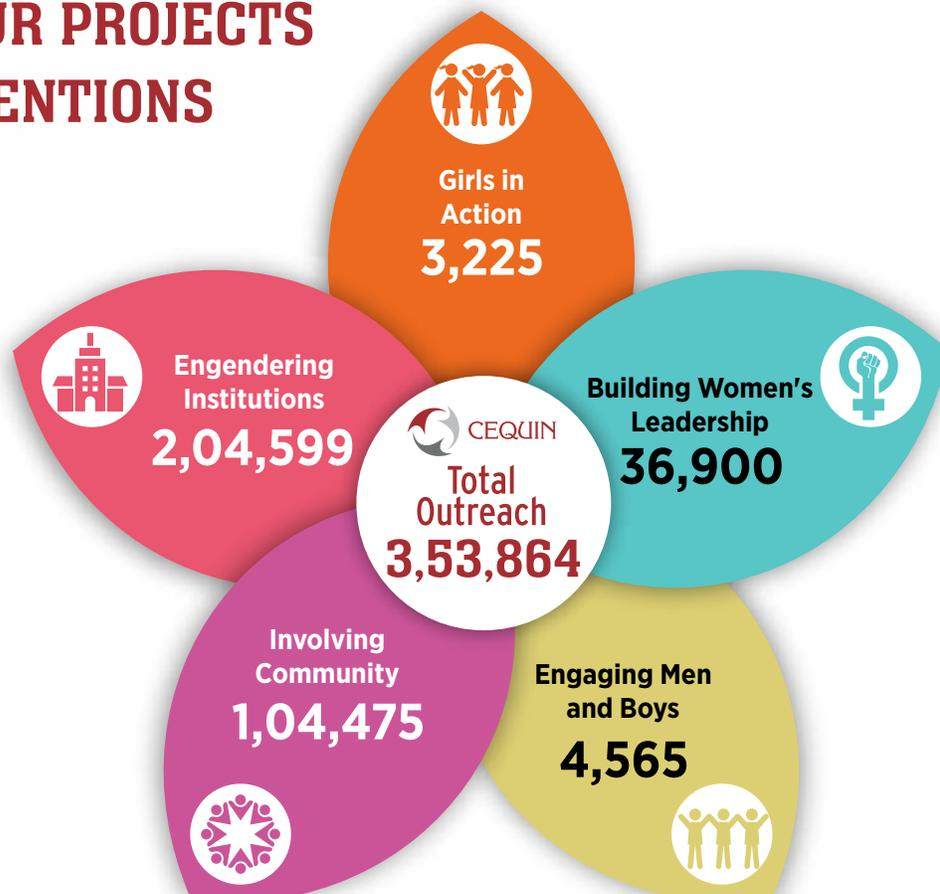 UR PROJECTS
ENTIONS
Girls in
Action
3,225
Engendering
Institutions
2,04,599
Building Women's
Leadership
36,900
CEQUIN
Total
Outreach
3,53,864
Involving
Community
1,04,475
Engaging Men
and Boys
4,565